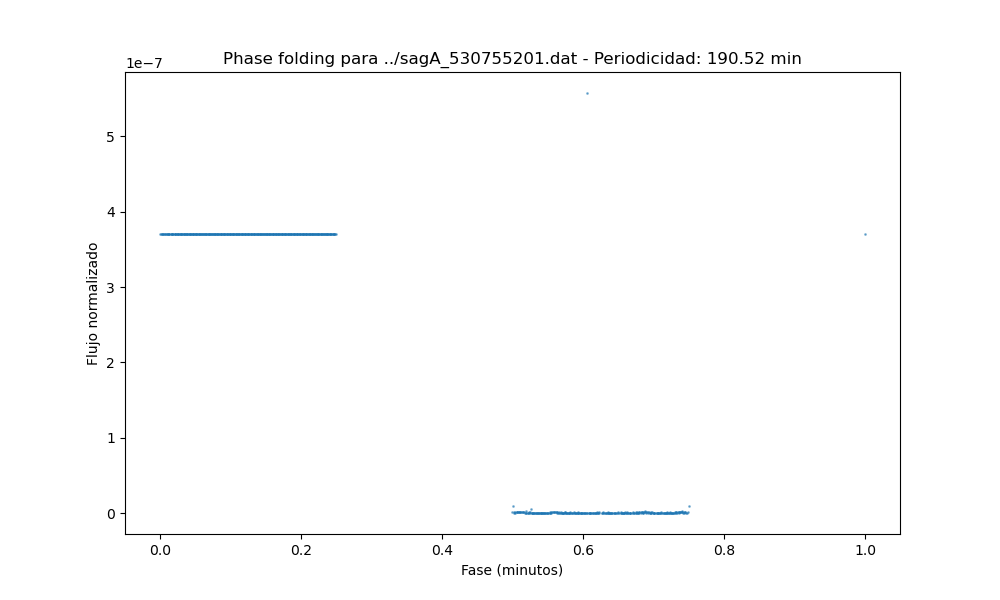 Phase folding para ../sagA_530755201.dat - Periodicidad: 190.52 min
1e−7
5
4
3
2
1
0
Flujo normalizado
0.0 0.2 0.4 0.6 0.8 1.0
Fase (minutos)